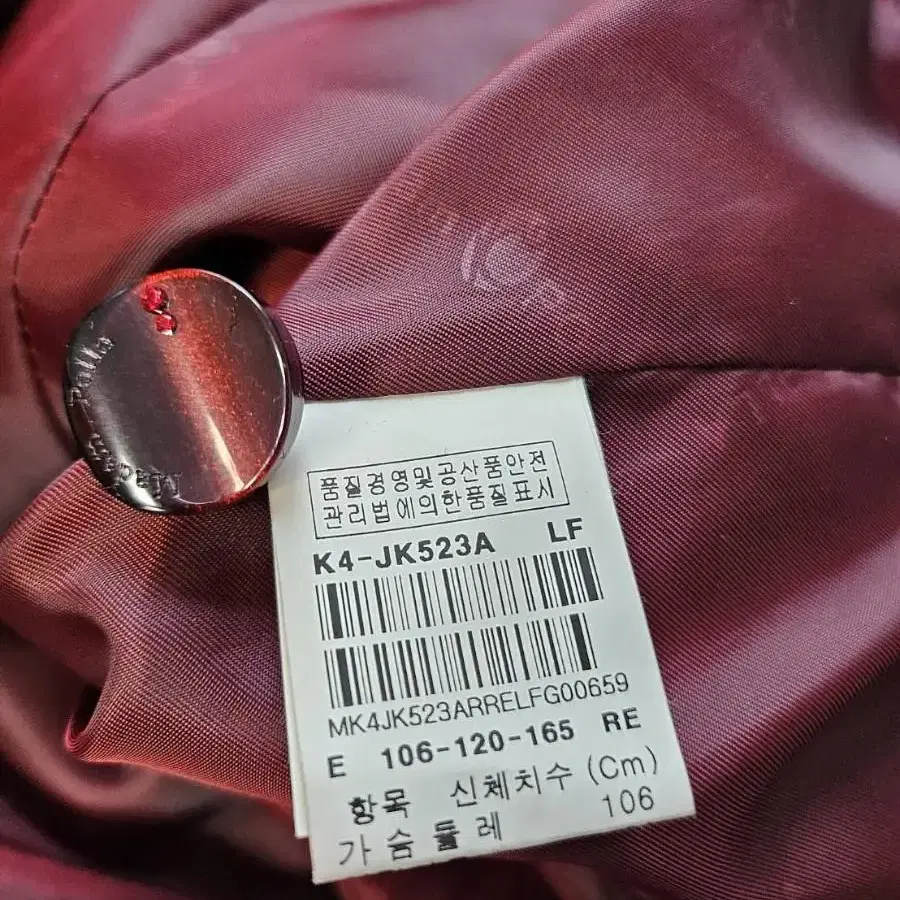 품질경영및공산품안전
관리법에의한품질표시
K4-JK523A LF
MK4JK523ARRELFG00659
E 106-120-165 RE
항목 신체치수 (Cm)
가슴둘레 106
Palla